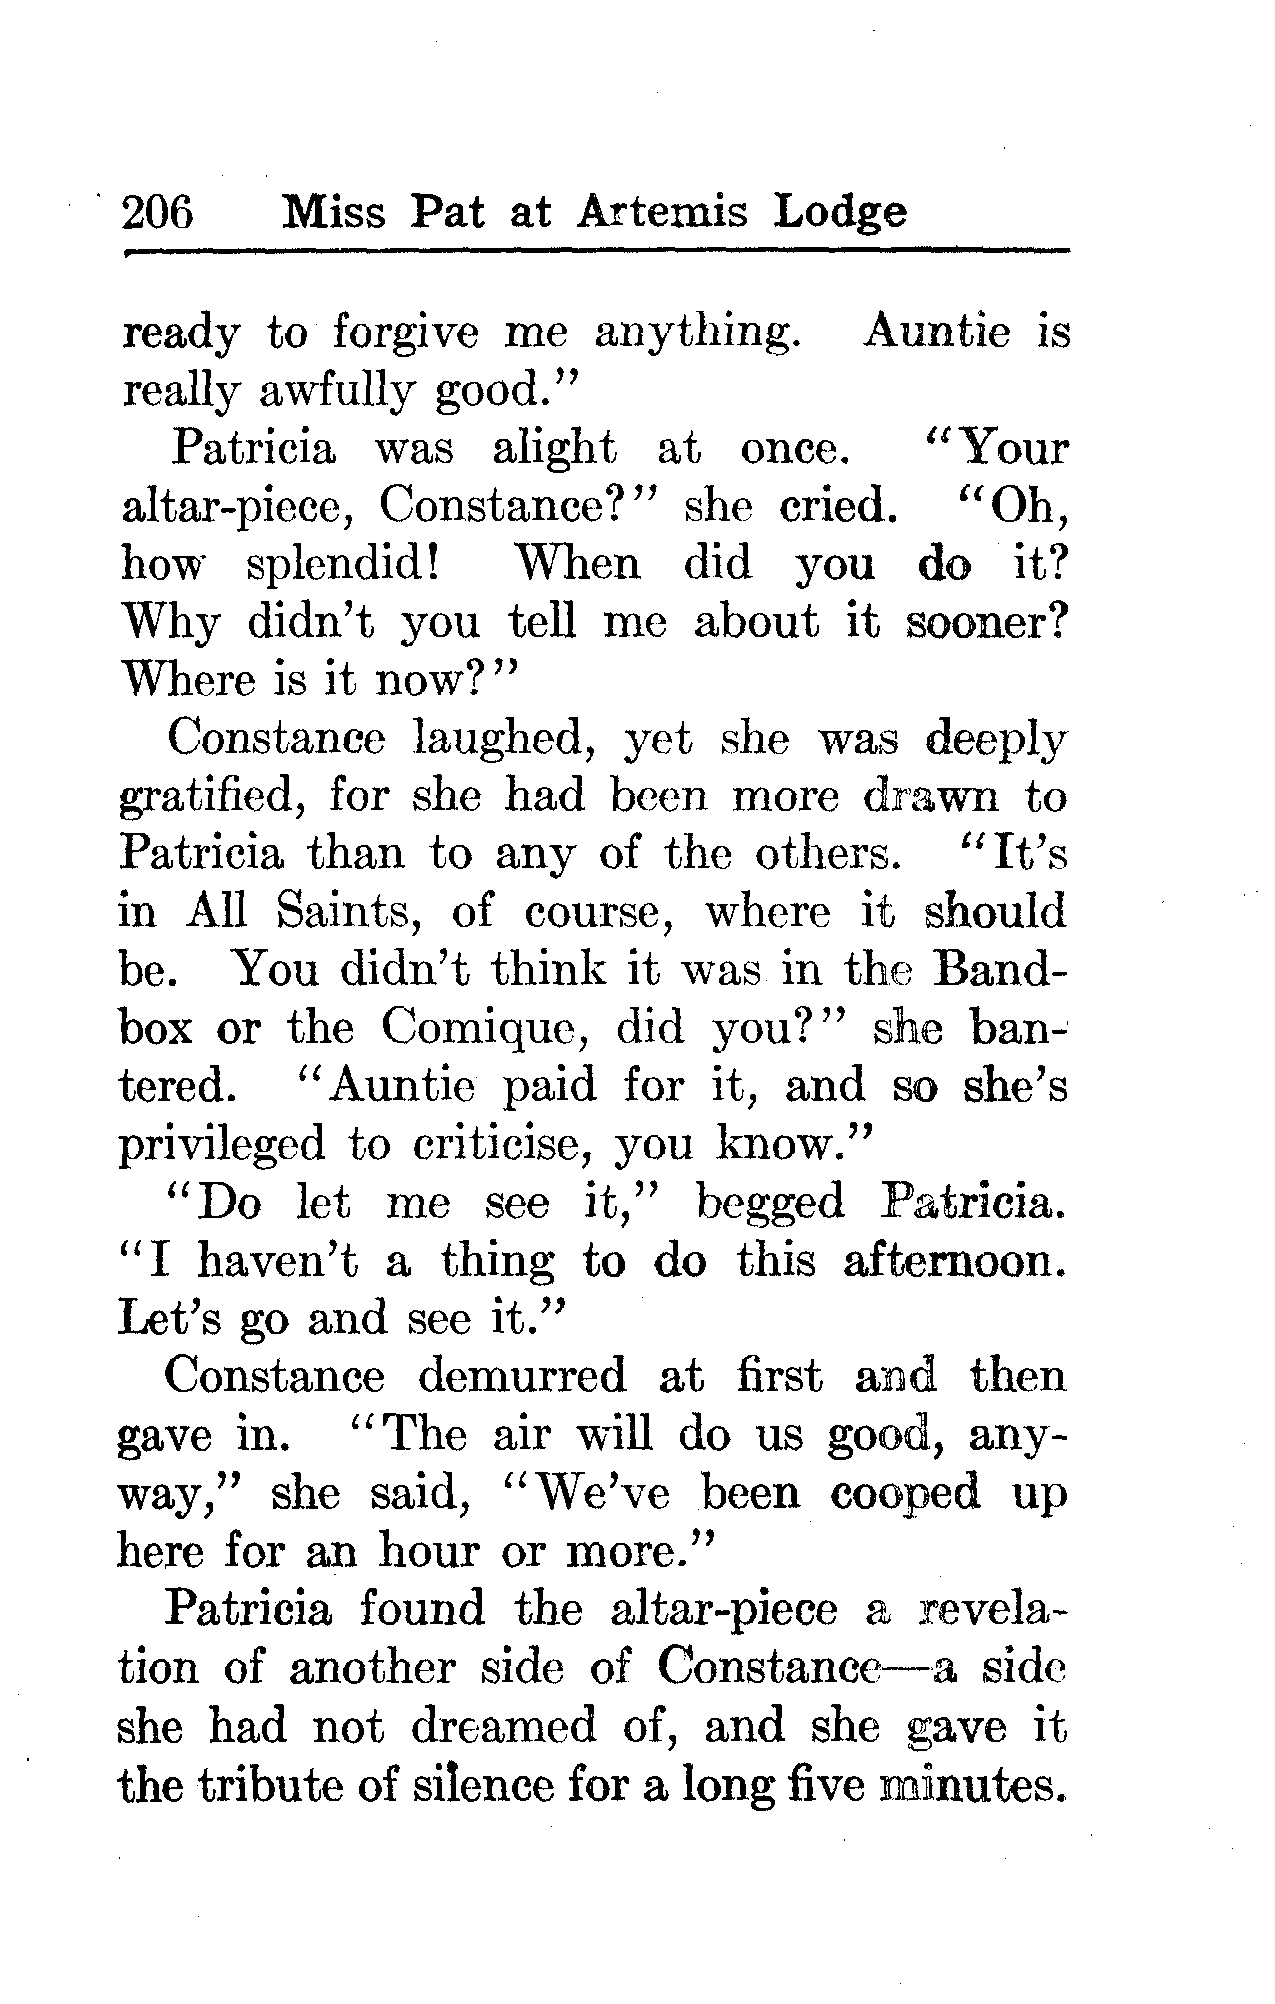 206 Miss Pat at Artemis Lodge
ready to forgive me anything. Auntie is
really awfully good."
Patricia was alight at once. "Your
altar-piece, Constance?" she cried. "Oh,
how splendid! When did you do it?
Why didn't you tell me about it sooner?
Where is it now?"
Constance laughed, yet she was deeply
gratified, for she had been more drawn to
Patricia than to any of the others. "It's
in All Saints, of course, where it should
be. You didn't think it was in the Band-
box or the Comique, did you?" she ban-
tered. "Auntie paid for it, and so she's
privileged to criticise, you know."
"Do let me see it," begged Patricia.
"I haven't a thing to do this afternoon.
Let's go and see it."
Constance demurred at first and then
gave in. "The air will do us good, any-
way," she said, "We've been cooped up
here for an hour or more."
Patricia found the altar-piece a revela-
tion of another side of Constance—a side
she had not dreamed of, and she gave it
the tribute of silence for a long five minutes.